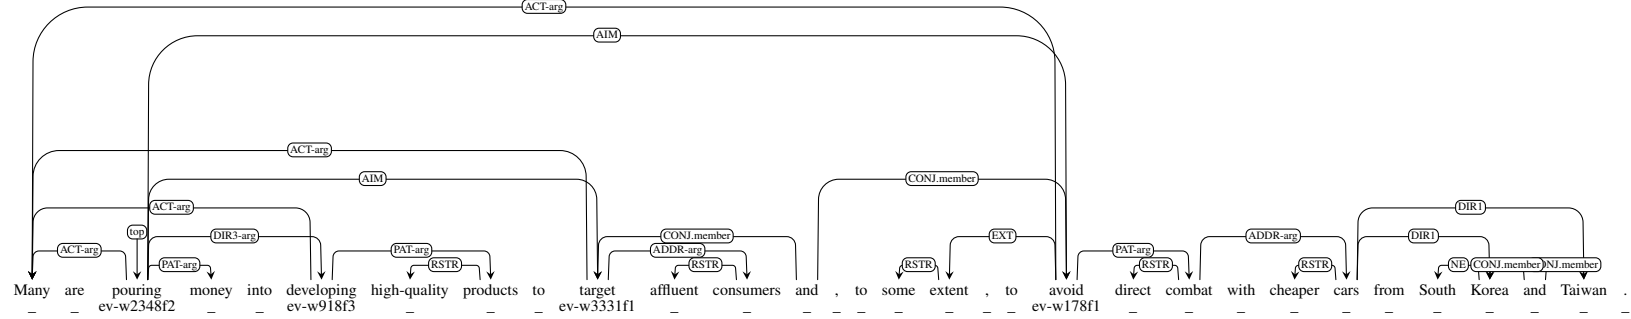 ACT-arg
AIM
ACT-arg
AIM CONJ.member
ACT-arg DIR1
top DIR3-arg CONJ.member EXT ADDR-arg DIR1
ACT-arg PAT-arg ADDR-arg PAT-arg
PAT-arg RSTR RSTR RSTR RSTR RSTR NE CONJ.member NJ.member
Many are pouring money into developing high-quality products to target affluent consumers and , to some extent , to avoid direct combat with cheaper cars from South Korea and Taiwan .
_ _ ev-w2348f2 _ _ ev-w918f3 _ _ _ ev-w3331f1 _ _ _ _ _ _ _ _ _ ev-w178f1 _ _ _ _ _ _ _ _ _ _ _